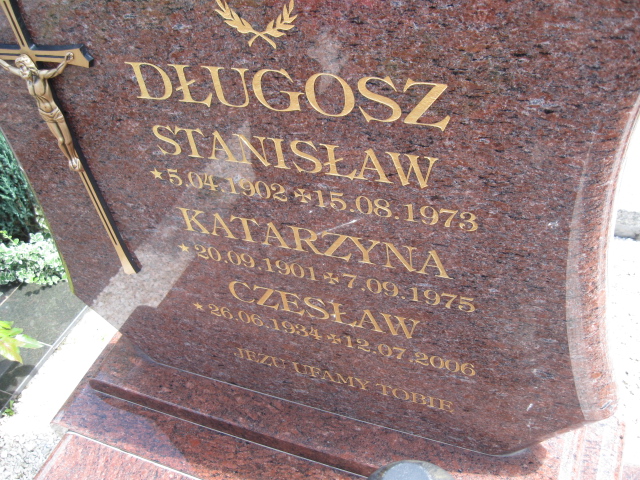 DŁUGOSZ
STANISŁAW
★5.04.1902 ✠15.08.1973
KATARZYNA
★20.09.1901✠7.09.1975
CZESŁAW
★26.06.1934✠12.07.2006
JEZU UFAMY TOBIE